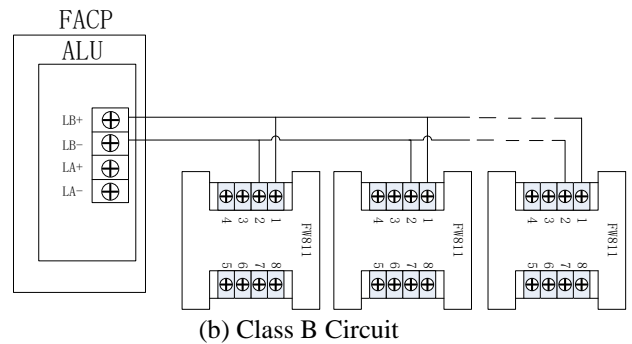 FACP
ALU
LB+
LB-
LA+
LA-
4 3 2 1
FW811
5 6 7 8
4 3 2 1
FW811
5 6 7 8
4 3 2 1
FW811
5 6 7 8
(b) Class B Circuit